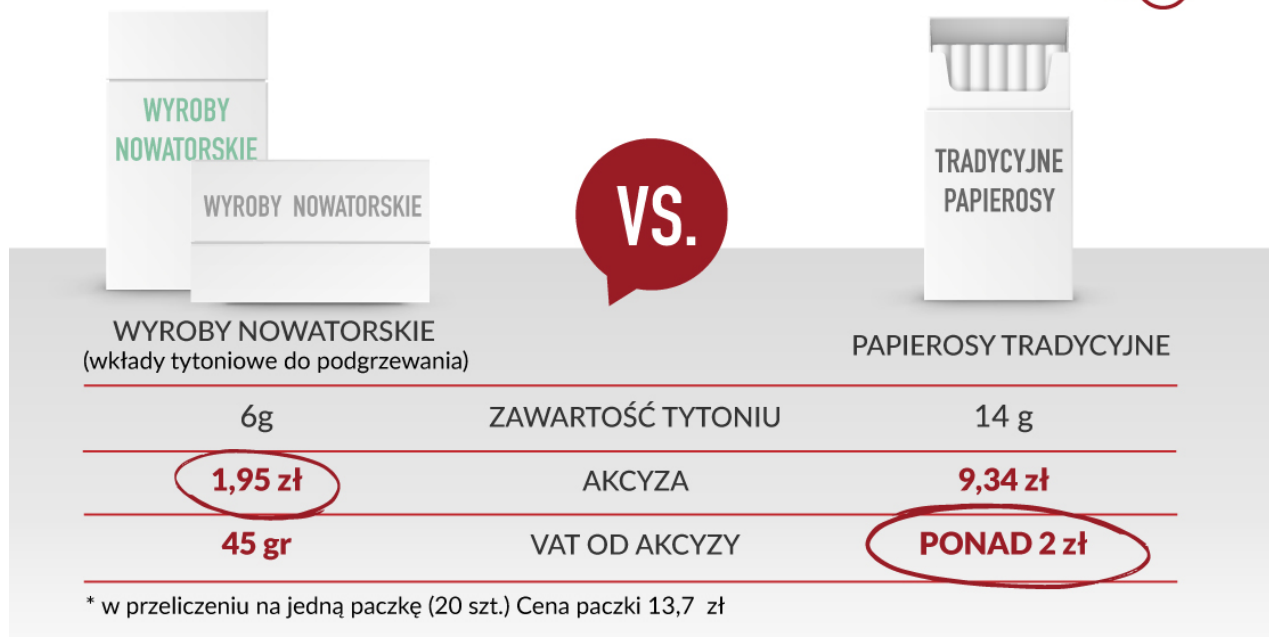 WYROBY
NOWATORSKIE
WYROBY NOWATORSKIE
VS.
TRADYCYJNE
PAPIEROSY
WYROBY NOWATORSKIE
(wkłady tytoniowe do podgrzewania)
PAPIEROSY TRADYCYJNE
6g ZAWARTOŚĆ TYTONIU 14 g
1,95 zł AKCYZA 9,34 zł
45 gr VAT OD AKCYZY PONAD 2 zł
* w przeliczeniu na jedną paczkę (20 szt.) Cena paczki 13,7 zł